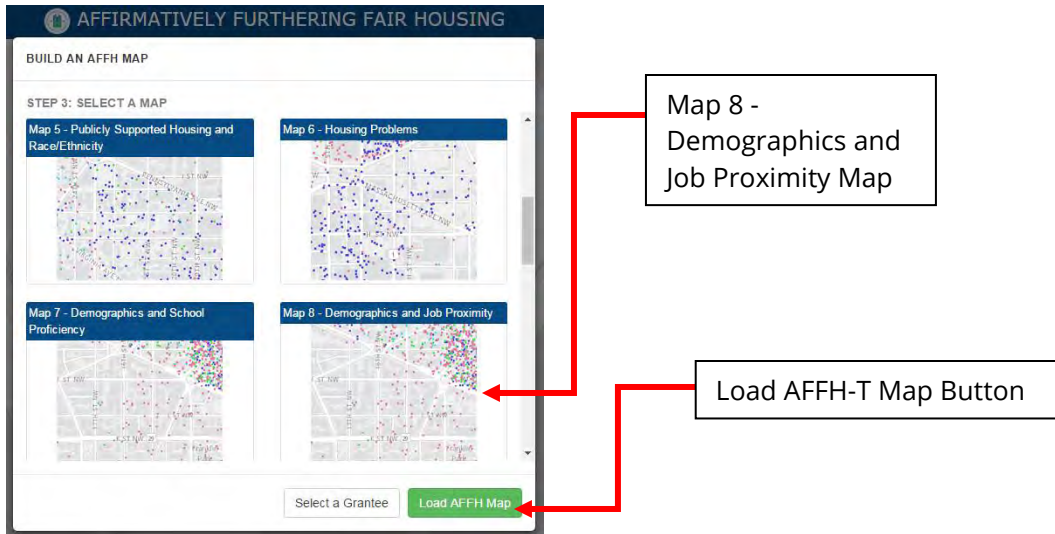 AFFIRMATIVELY FURTHERING FAIR HOUSING
BUILD AN AFFH MAP
STEP 3: SELECT A MAP
Map 5 - Publicly Supported Housing and
Race/Ethnicity
Map 6 - Housing Problems
Map 7 - Demographics and School
Proficiency
Map 8 - Demographics and Job Proximity
Select a Grantee
Load AFFH Map
Map 8 -
Demographics and
Job Proximity Map
Load AFFH-T Map Button